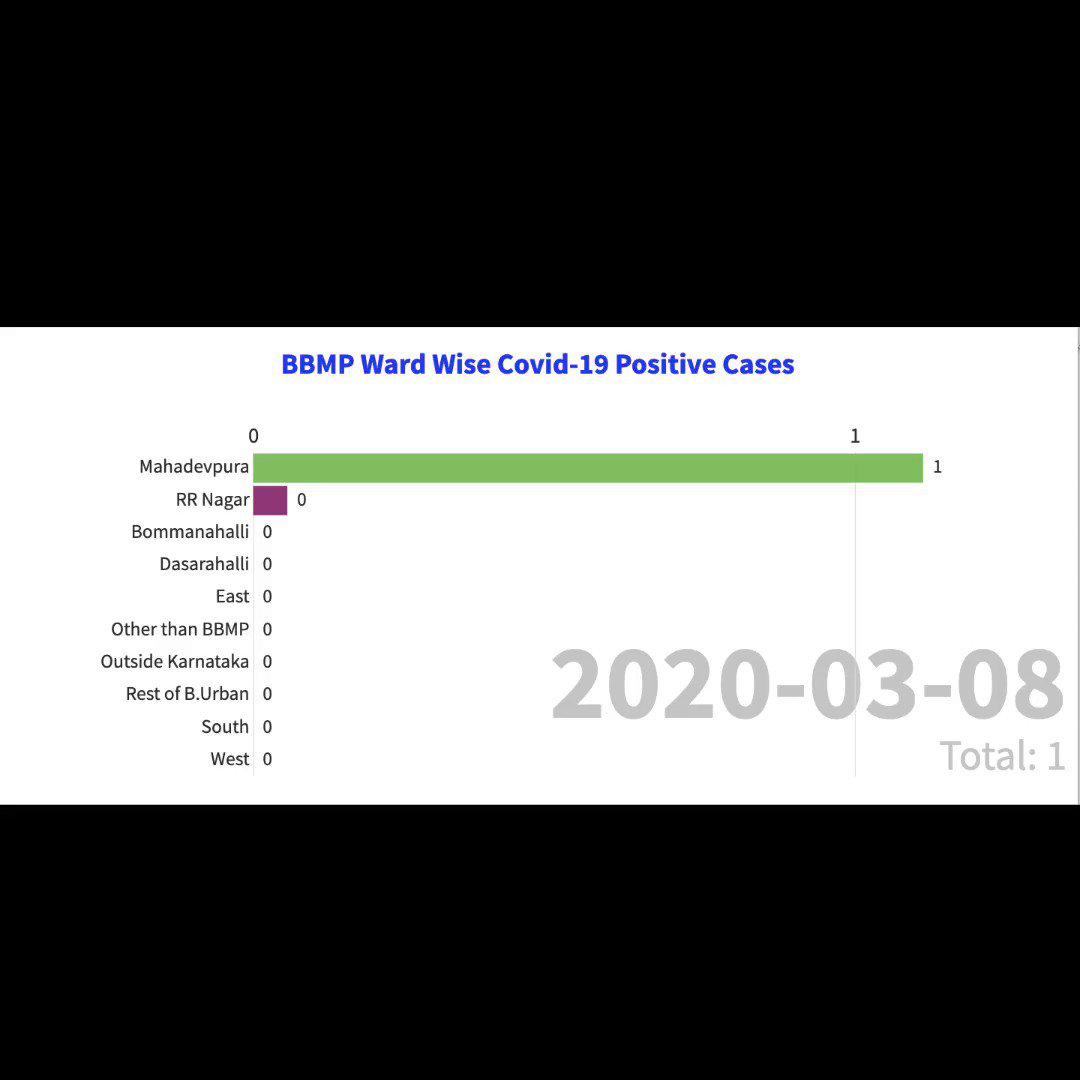 BBMP Ward Wise Covid-19 Positive Cases
0 1
Mahadevpura 1
RR Nagar 0
Bommanahalli 0
Dasarahalli 0
East 0
Other than BBMP 0
Outside Karnataka 0
Rest of B.Urban 0
South 0
West 0
2020-03-08
Total: 1